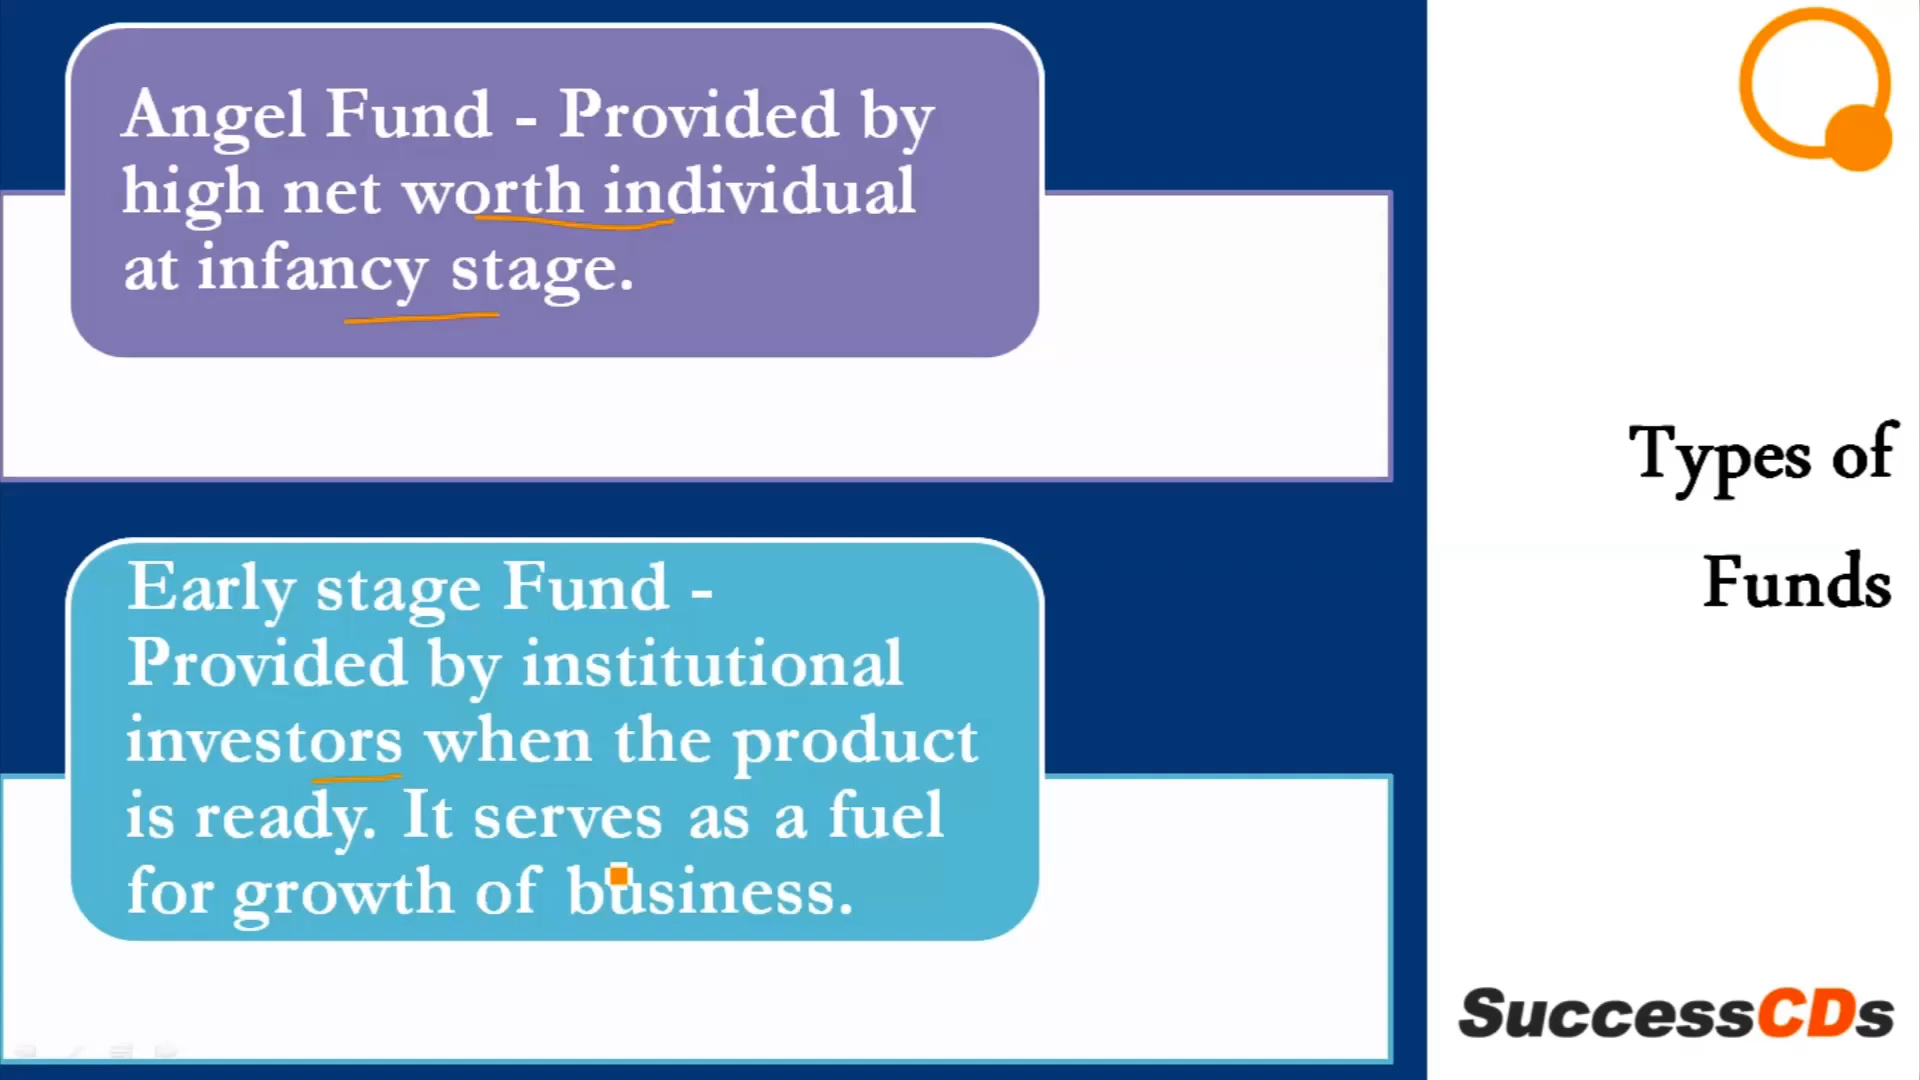 Angel Fund - Provided by
high net worth individual
at infancy stage.
Early stage Fund -
Provided by institutional
investors when the product
is ready. It serves as a fuel
for growth of business.
Types of
Funds
SuccessCDs